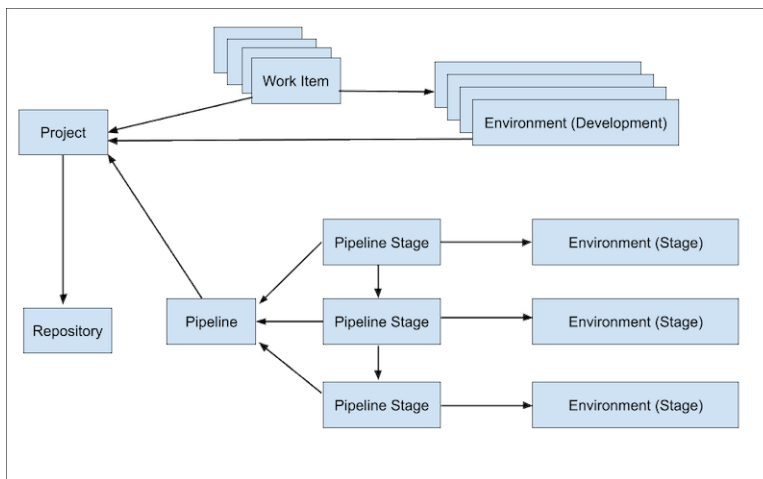 Work Item
Environment (Development)
Project
Pipeline Stage
Environment (Stage)
Repository
Pipeline
Pipeline Stage
Environment (Stage)
Pipeline Stage
Environment (Stage)